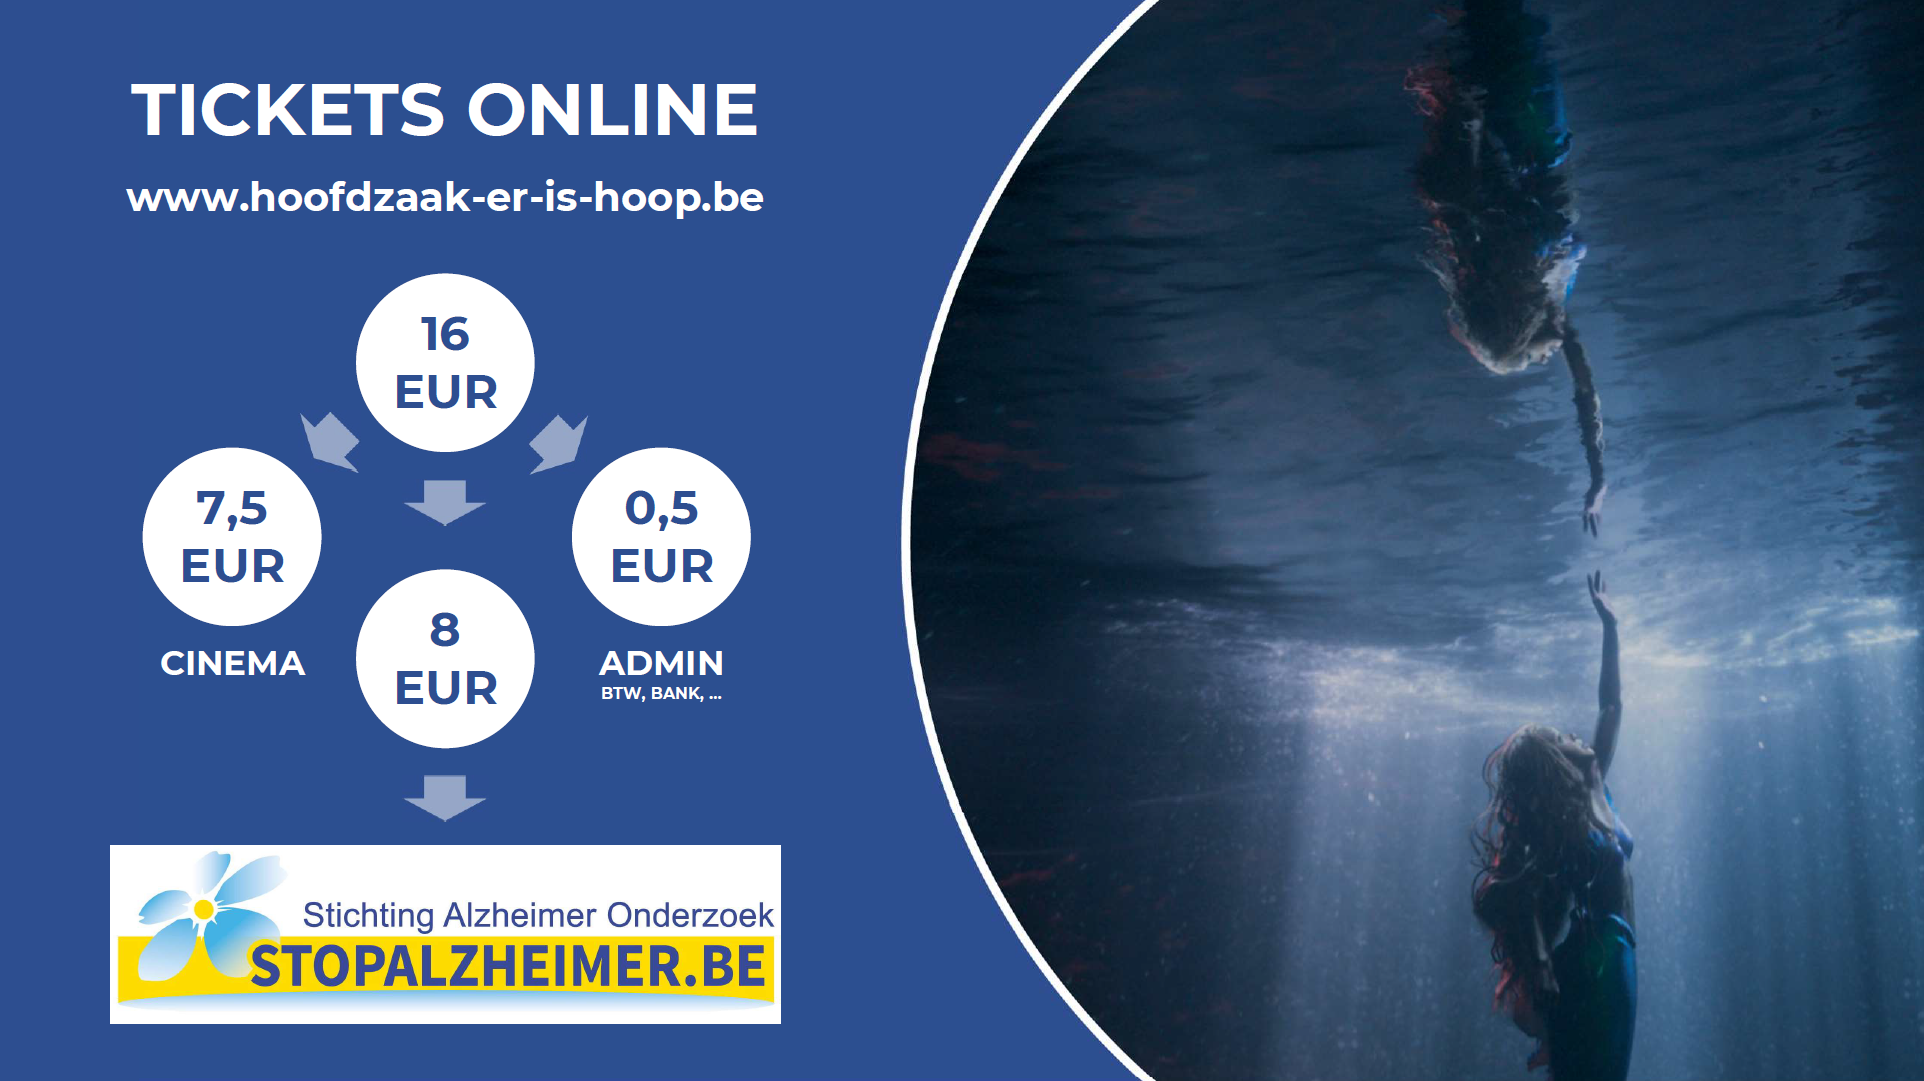 TICKETS ONLINE
www.hoofdzaak-er-is-hoop.be
16
EUR
7,5
EUR
CINEMA
8
EUR
0,5
EUR
ADMIN
BTW, BANK, ...
Stichting Alzheimer Onderzoek
STOPALZHEIMER.BE